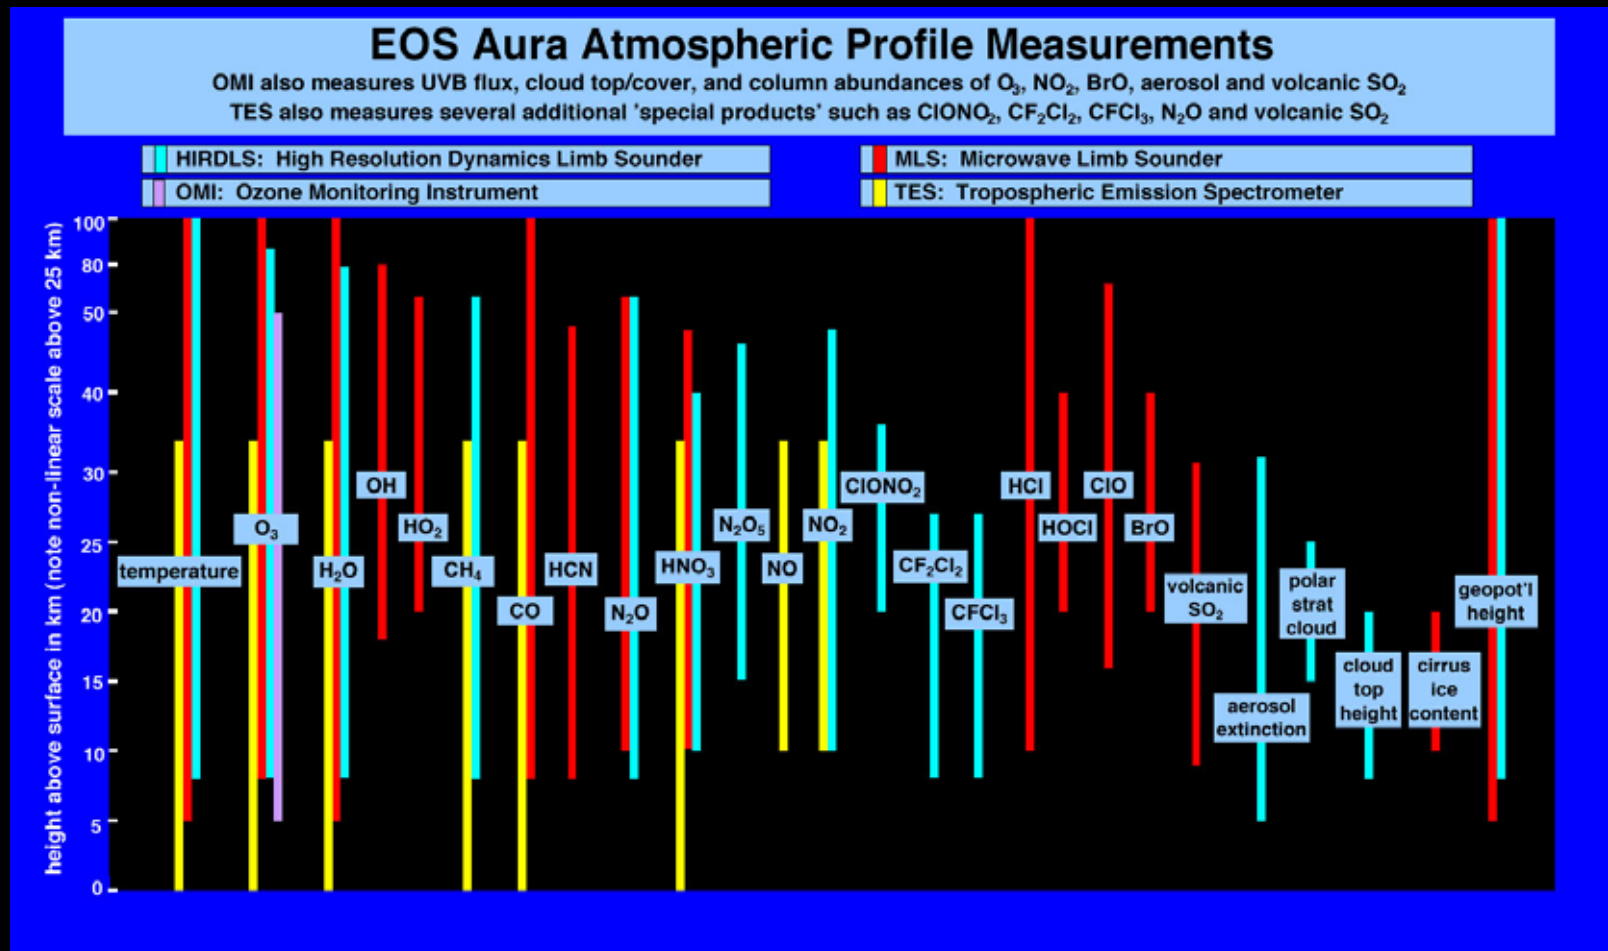 EOS Aura Atmospheric Profile Measurements
OMI also measures UVB flux, cloud top/cover, and column abundances of O₃, NO₂, BrO, aerosol and volcanic SO₂
TES also measures several additional 'special products' such as ClONO₂, CF₂Cl₂, CFCl₃, N₂O and volcanic SO₂
HIRDLS: High Resolution Dynamics Limb Sounder
MLS: Microwave Limb Sounder
OMI: Ozone Monitoring Instrument
TES: Tropospheric Emission Spectrometer
height above surface in km (note non-linear scale above 25 km)
100
80
50
40
30
25
20
15
10
5
0
temperature
O₃
H₂O
OH
HO₂
CH₄
CO
HCN
N₂O
HNO₃
N₂O₅
NO
NO₂
ClONO₂
CF₂Cl₂
CFCl₃
HCl
HOCl
ClO
BrO
volcanic
SO₂
aerosol
extinction
polar
strat
cloud
cloud
top
height
cirrus
ice
content
geopot'l
height